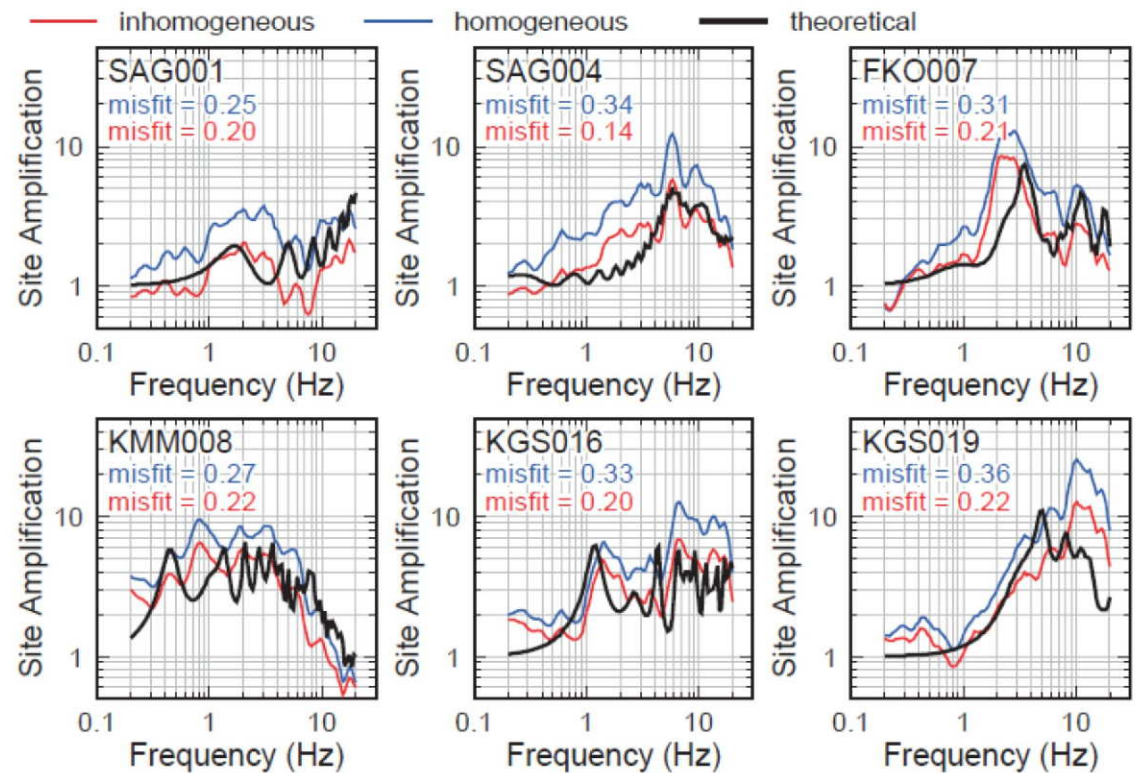 inhomogeneous homogeneous theoretical
SAG001
misfit = 0.25
misfit = 0.20
Site Amplification
10
1
0.1 1 10
Frequency (Hz)
SAG004
misfit = 0.34
misfit = 0.14
Site Amplification
10
1
0.1 1 10
Frequency (Hz)
FKO007
misfit = 0.31
misfit = 0.21
Site Amplification
10
1
0.1 1 10
Frequency (Hz)
KMM008
misfit = 0.27
misfit = 0.22
Site Amplification
10
1
0.1 1 10
Frequency (Hz)
KGS016
misfit = 0.33
misfit = 0.20
Site Amplification
10
1
0.1 1 10
Frequency (Hz)
KGS019
misfit = 0.36
misfit = 0.22
Site Amplification
10
1
0.1 1 10
Frequency (Hz)